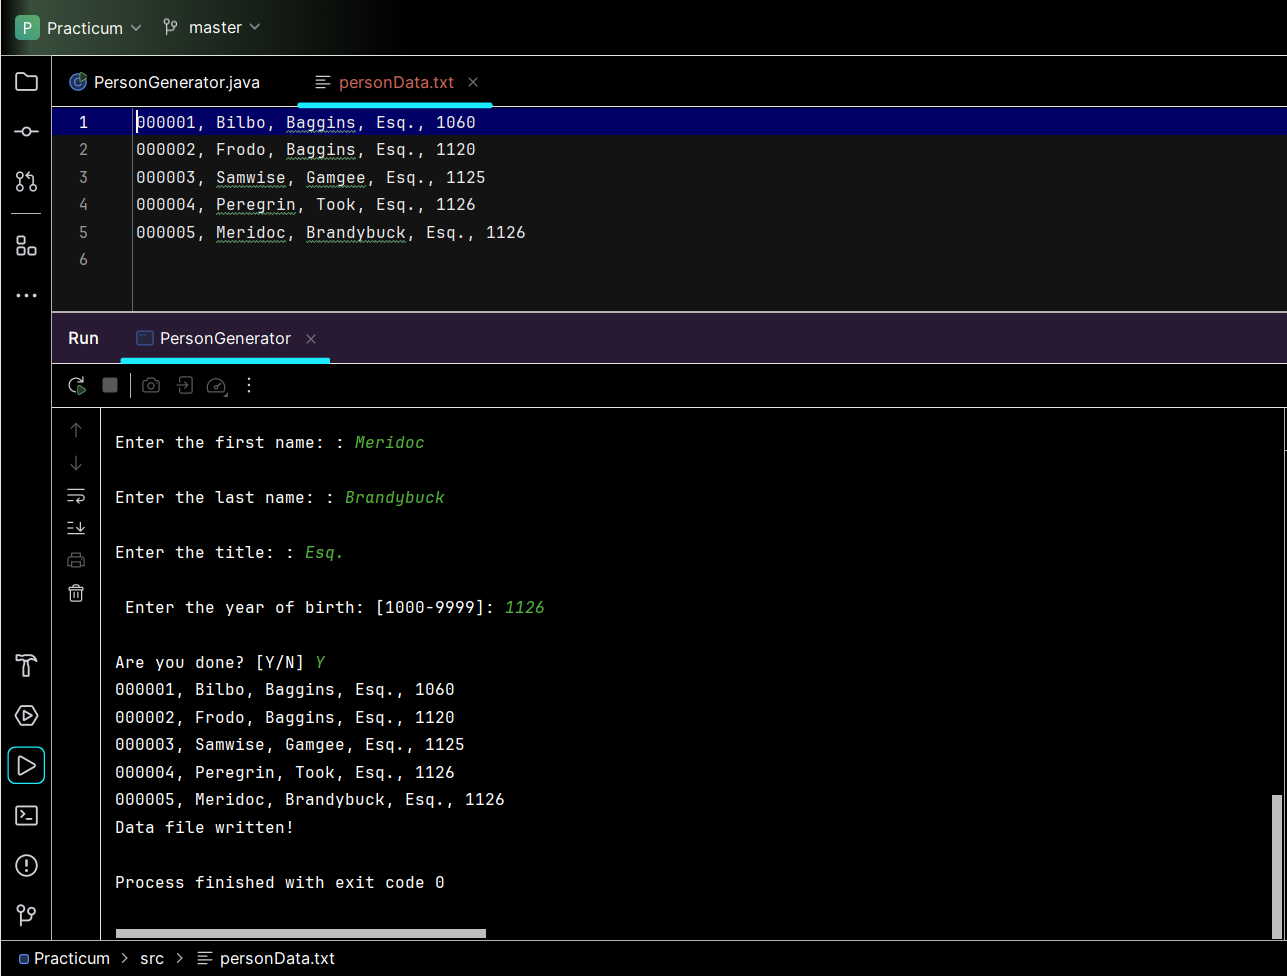 P Practicum master
PersonGenerator.java personData.txt
1 000001, Bilbo, Baggins, Esq., 1060
2 000002, Frodo, Baggins, Esq., 1120
3 000003, Samwise, Gamgee, Esq., 1125
4 000004, Peregrin, Took, Esq., 1126
5 000005, Meridoc, Brandybuck, Esq., 1126
6
Run PersonGenerator
Enter the first name: : Meridoc
Enter the last name: : Brandybuck
Enter the title: : Esq.
Enter the year of birth: [1000-9999]: 1126
Are you done? [Y/N] Y
000001, Bilbo, Baggins, Esq., 1060
000002, Frodo, Baggins, Esq., 1120
000003, Samwise, Gamgee, Esq., 1125
000004, Peregrin, Took, Esq., 1126
000005, Meridoc, Brandybuck, Esq., 1126
Data file written!
Process finished with exit code 0
Practicum > src > personData.txt